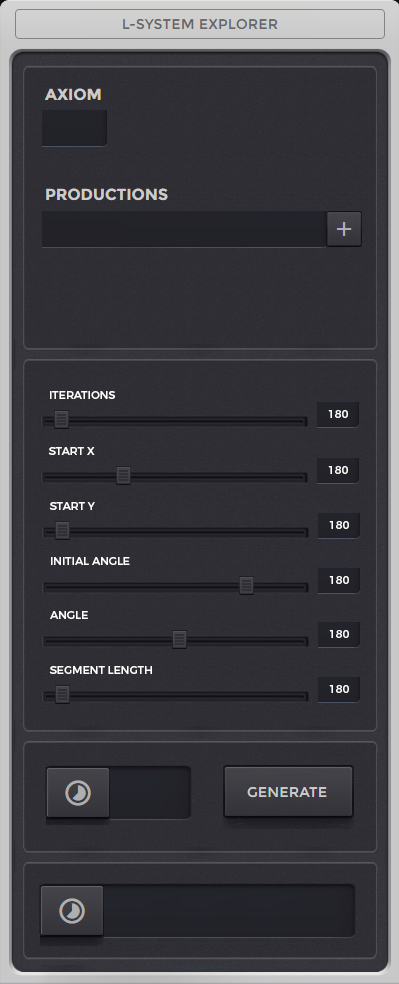 L-SYSTEM EXPLORER
AXIOM
PRODUCTIONS
+
ITERATIONS
180
START X
180
START Y
180
INITIAL ANGLE
180
ANGLE
180
SEGMENT LENGTH
180
GENERATE